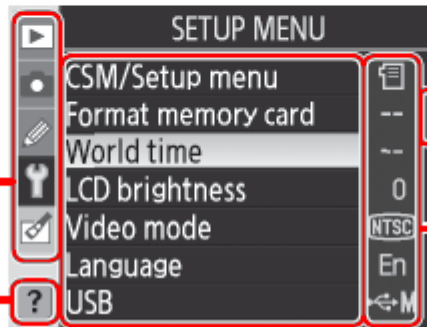 SETUP MENU
CSM/Setup menu
Format memory card --
World time --
LCD brightness 0
Video mode NTSC
Language En
? USB M